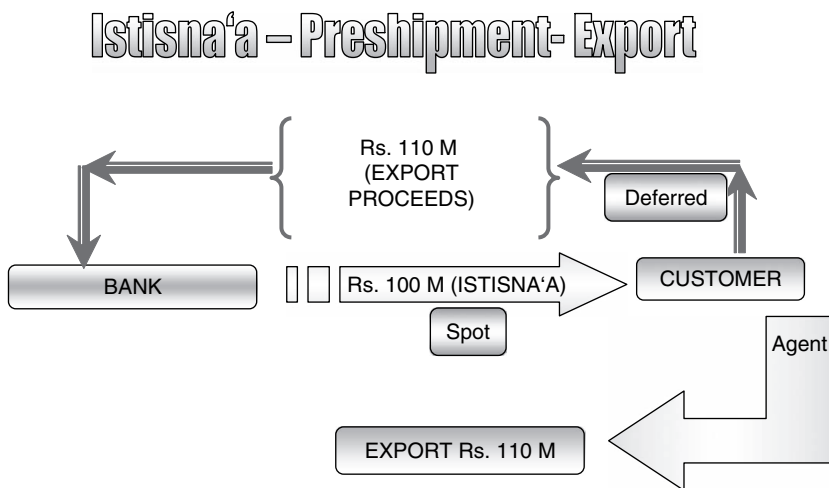 Istisna‘a – Preshipment- Export
Rs. 110 M
(EXPORT
PROCEEDS)
Deferred
BANK
Rs. 100 M (ISTISNA‘A)
CUSTOMER
Spot
Agent
EXPORT Rs. 110 M